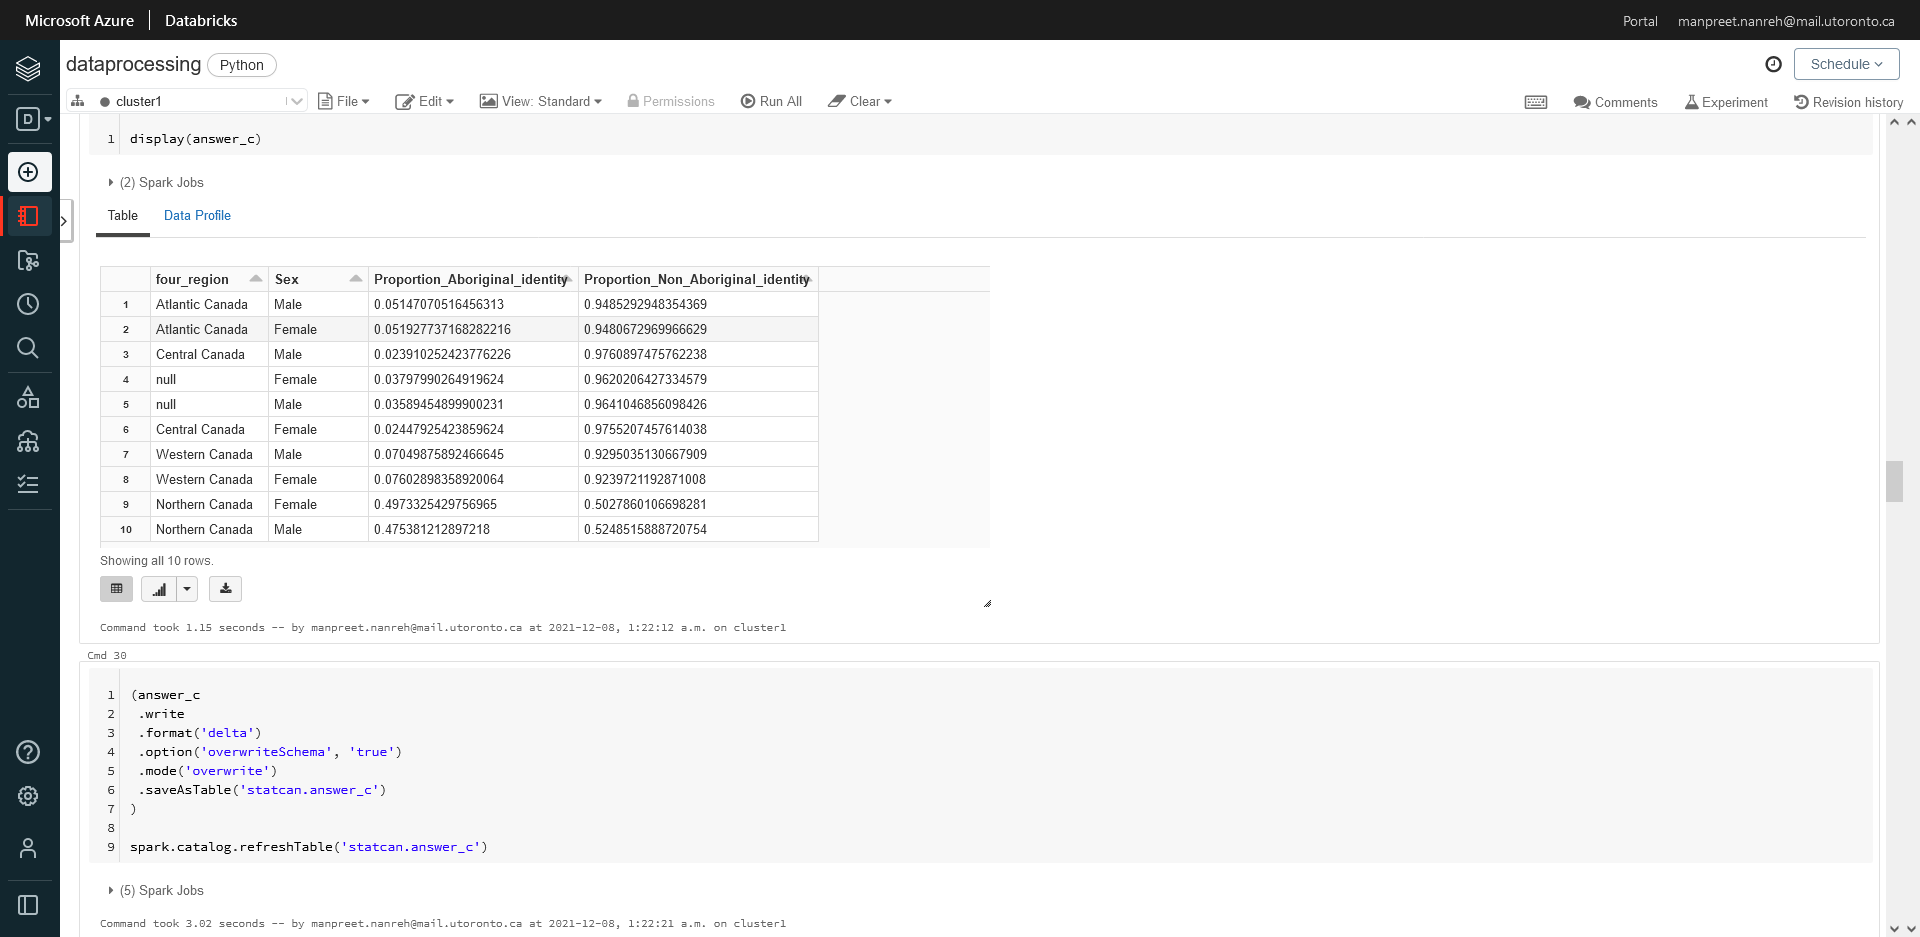 Microsoft Azure Databricks Portal manpreet.nanreh@mail.utoronto.ca
dataprocessing Python Schedule
cluster1 File Edit View: Standard Permissions Run All Clear Comments Experiment Revision history
D
1 display(answer_c)
(2) Spark Jobs
Table Data Profile
four_region Sex Proportion_Aboriginal_identity Proportion_Non_Aboriginal_identity
1 Atlantic Canada Male 0.05147070516456313 0.9485292948354369
2 Atlantic Canada Female 0.051927737168282216 0.9480672969966629
3 Central Canada Male 0.023910252423776226 0.9760897475762238
4 null Female 0.03797990264919624 0.9620206427334579
5 null Male 0.03589454899900231 0.9641046856098426
6 Central Canada Female 0.02447925423859624 0.9755207457614038
7 Western Canada Male 0.07049875892466645 0.9295035130667909
8 Western Canada Female 0.07602898358920064 0.9239721192871008
9 Northern Canada Female 0.4973325429756965 0.5027860106698281
10 Northern Canada Male 0.475381212897218 0.5248515888720754
Showing all 10 rows.
Command took 1.15 seconds -- by manpreet.nanreh@mail.utoronto.ca at 2021-12-08, 1:22:12 a.m. on cluster1
Cmd 30
1 (answer_c
2 .write
3 .format('delta')
4 .option('overwriteSchema', 'true')
5 .mode('overwrite')
6 .saveAsTable('statcan.answer_c')
7 )
8
9 spark.catalog.refreshTable('statcan.answer_c')
(5) Spark Jobs
Command took 3.02 seconds -- by manpreet.nanreh@mail.utoronto.ca at 2021-12-08, 1:22:21 a.m. on cluster1